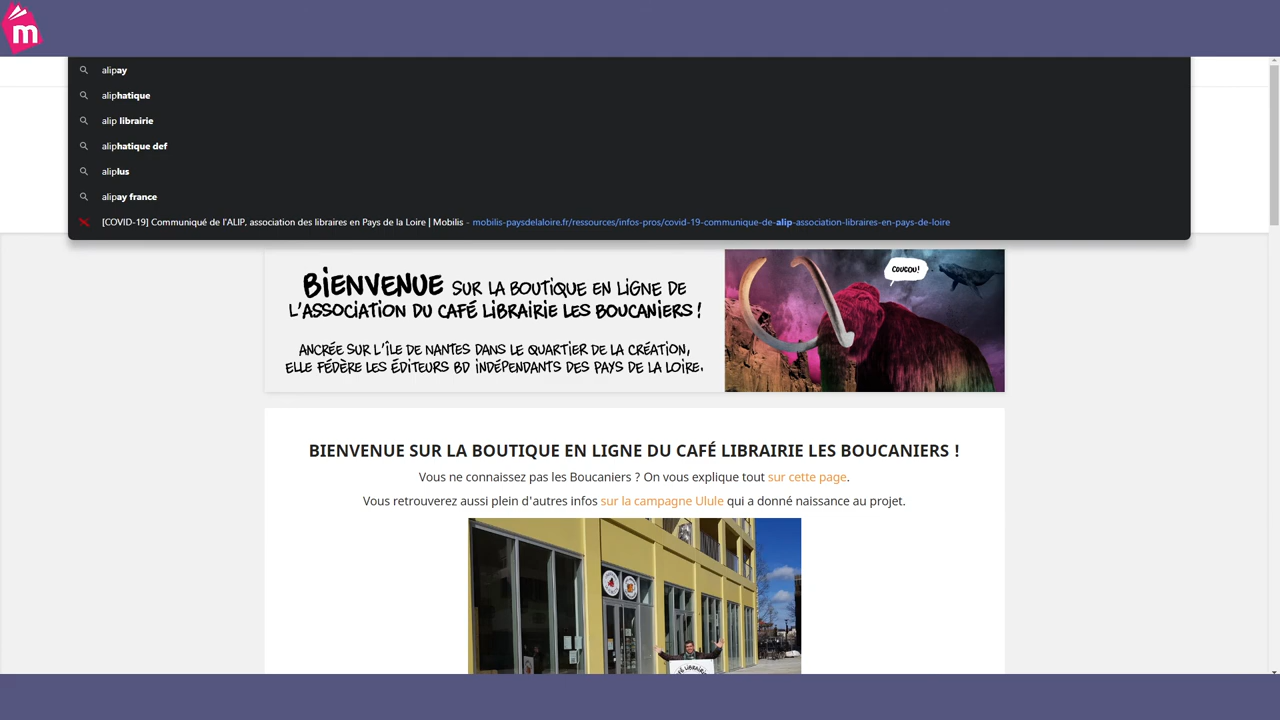 m
alipay
aliphatique
alip librairie
aliphatique def
aliplus
alipay france
[COVID-19] Communiqué de l'ALIP, association des libraires en Pays de la Loire | Mobilis - mobilis-paysdelaloire.fr/ressources/infos-pros/covid-19-communique-de-alip-association-libraires-en-pays-de-loire
BIENVENUE SUR LA BOUTIQUE EN LIGNE DE
L'ASSOCIATION DU CAFÉ LIBRAIRIE LES BOUCANIERS !
ANCRÉE SUR L'ÎLE DE NANTES DANS LE QUARTIER DE LA CRÉATION,
ELLE FÉDÈRE LES ÉDITEURS BD INDÉPENDANTS DES PAYS DE LA LOIRE.
COUCOU!
BIENVENUE SUR LA BOUTIQUE EN LIGNE DU CAFÉ LIBRAIRIE LES BOUCANIERS !
Vous ne connaissez pas les Boucaniers ? On vous explique tout sur cette page.
Vous retrouverez aussi plein d'autres infos sur la campagne Ulule qui a donné naissance au projet.
CAFÉ LIBRAIRIE